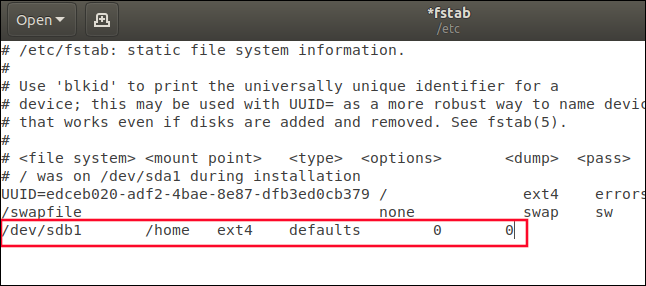 Open *fstab
/etc
# /etc/fstab: static file system information.
#
# Use 'blkid' to print the universally unique identifier for a
# device; this may be used with UUID= as a more robust way to name devic
# that works even if disks are added and removed. See fstab(5).
#
# <file system> <mount point>   <type>  <options>       <dump>  <pass>
# / was on /dev/sda1 during installation
UUID=edceb020-adf2-4bae-8e87-dfb3ed0cb379 /               ext4    errors
/swapfile                                 none            swap    sw
/dev/sdb1       /home   ext4    defaults        0       0